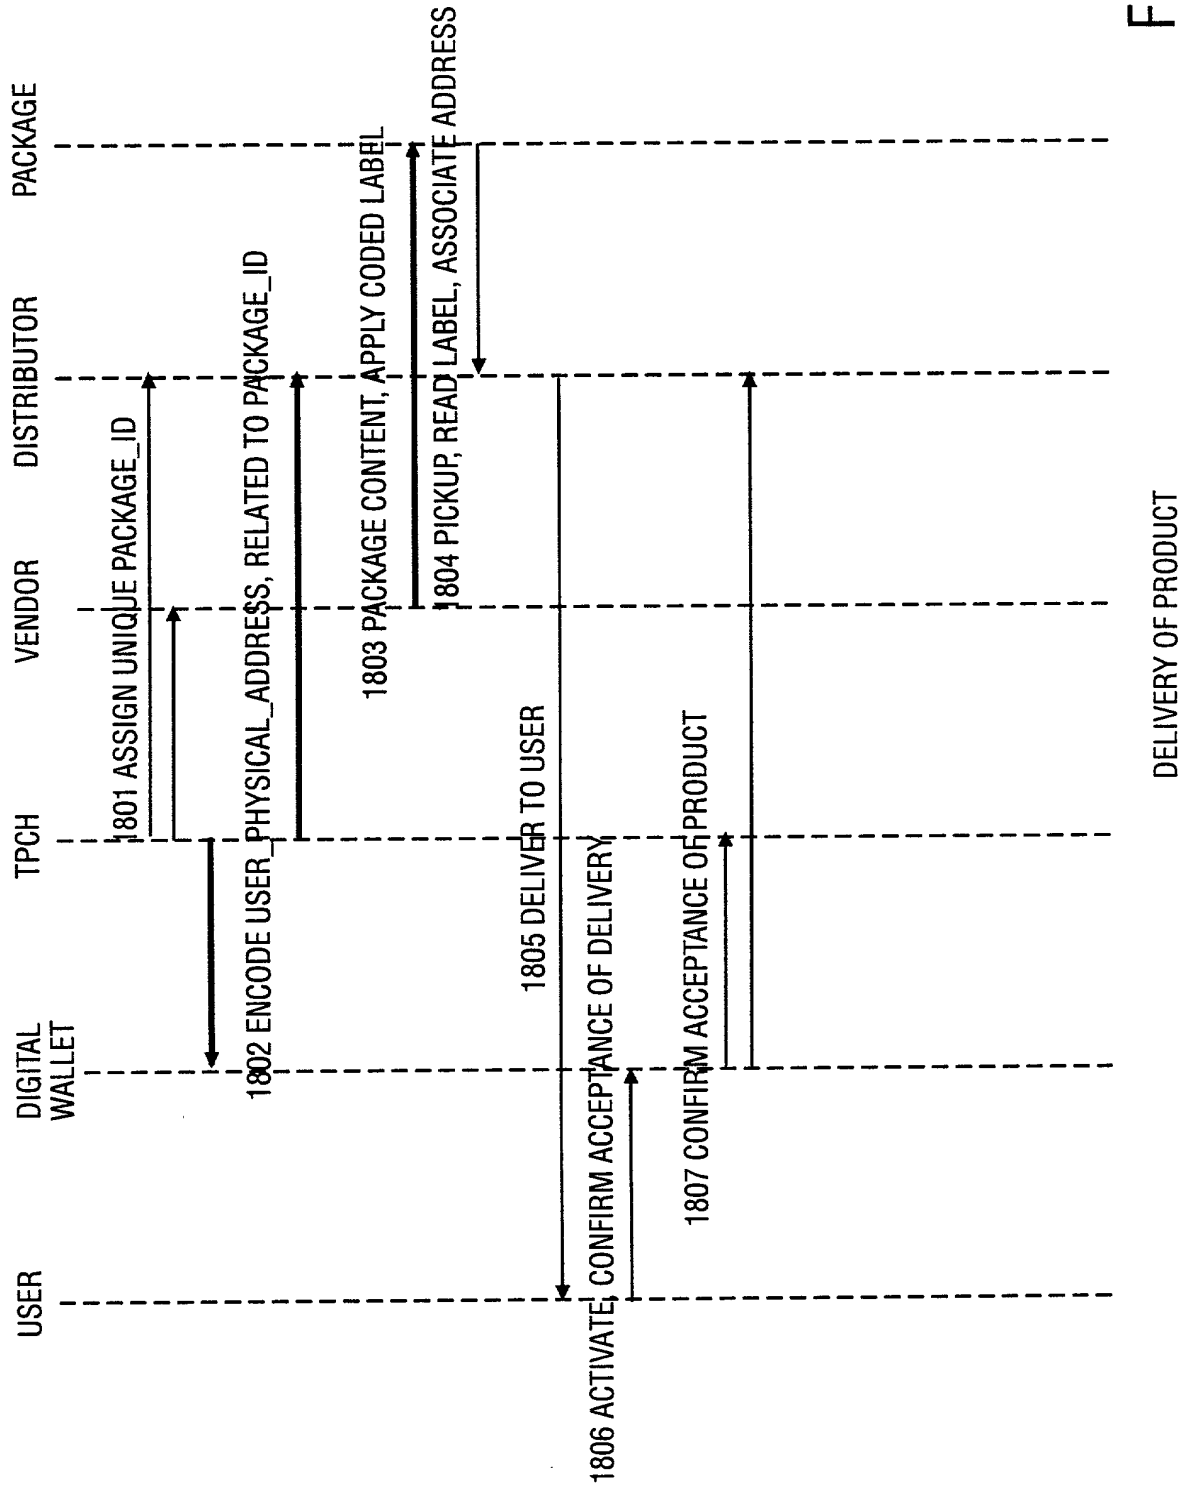 USER
DIGITAL
WALLET
TPCH
VENDOR
DISTRIBUTOR
PACKAGE
1801 ASSIGN UNIQUE PACKAGE_ID
1802 ENCODE USER_PHYSICAL_ADDRESS, RELATED TO PACKAGE_ID
1803 PACKAGE CONTENT, APPLY CODED LABEL
1804 PICKUP, READ LABEL, ASSOCIATE ADDRESS
1805 DELIVER TO USER
1806 ACTIVATE, CONFIRM ACCEPTANCE OF DELIVERY
1807 CONFIRM ACCEPTANCE OF PRODUCT
DELIVERY OF PRODUCT
F